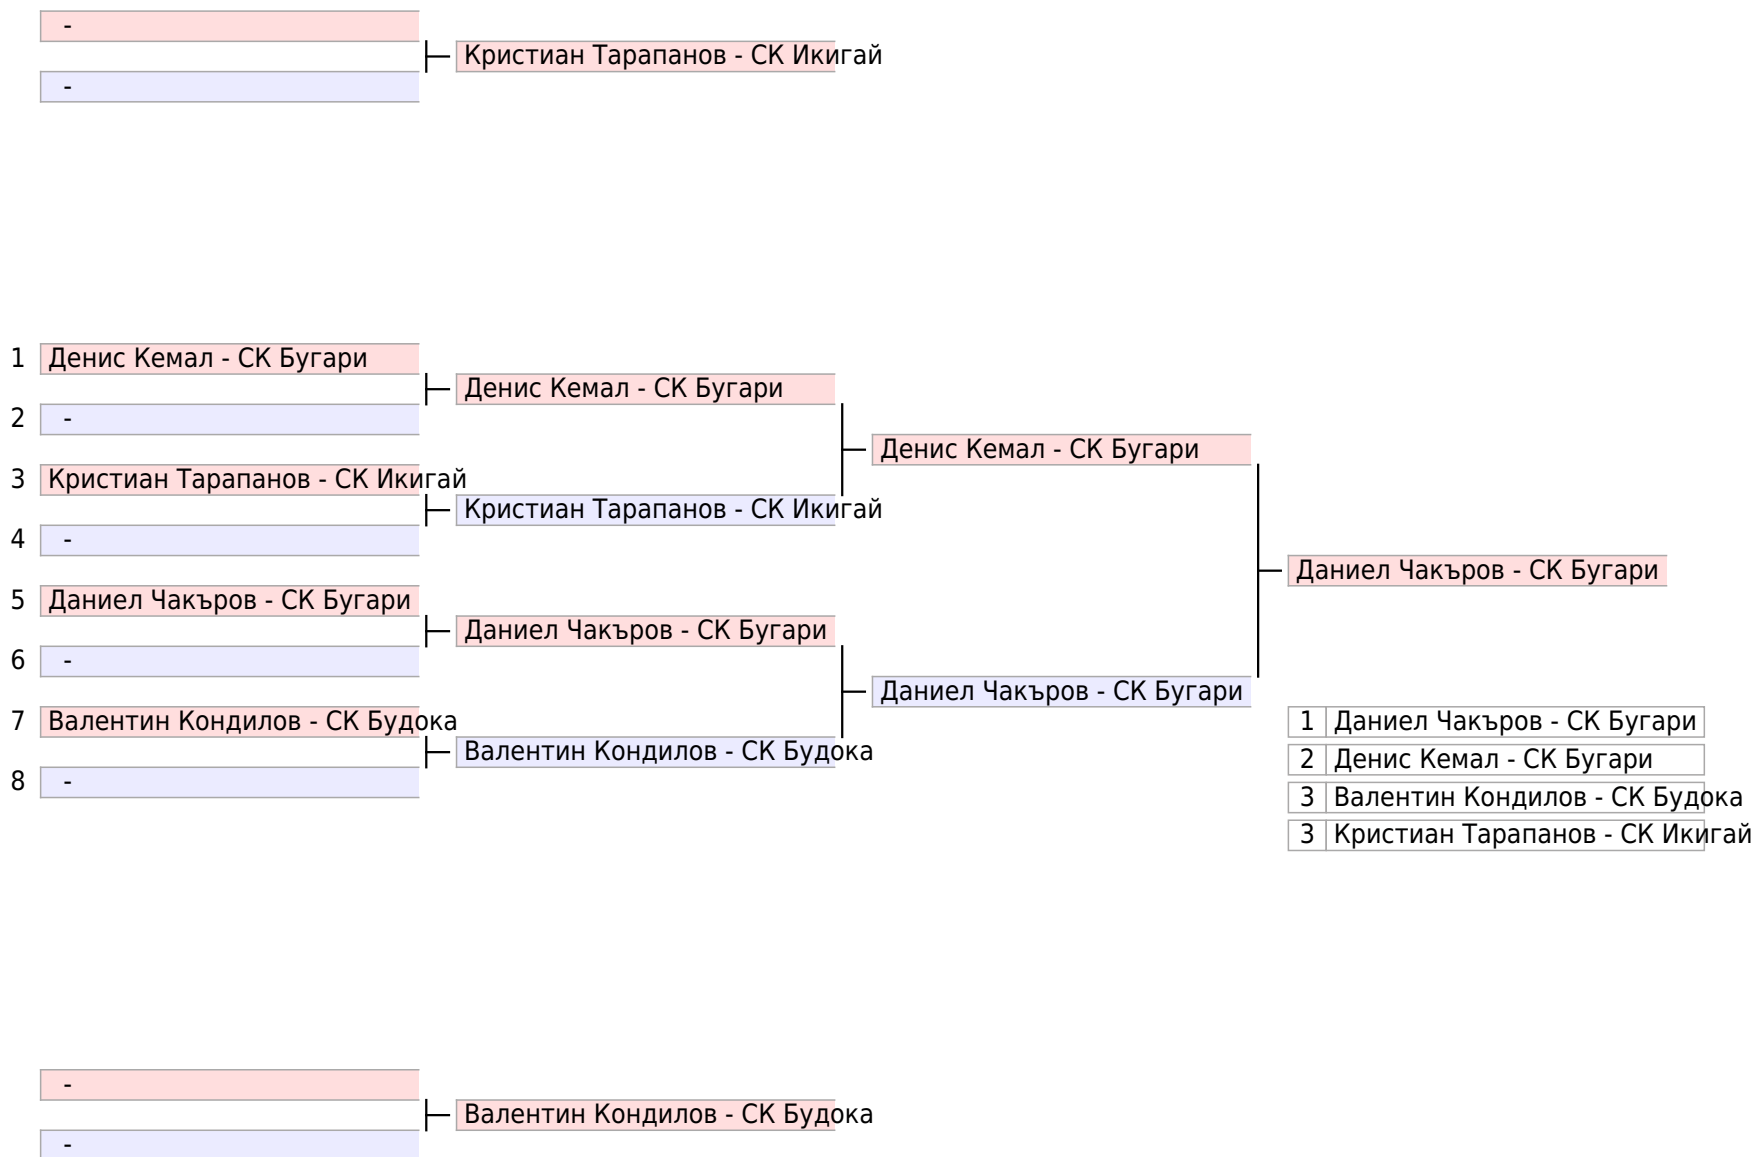 -
Кристиан Тарапанов - СК Икигай
-
1 Денис Кемал - СК Бугари
Денис Кемал - СК Бугари
2 -
Денис Кемал - СК Бугари
3 Кристиан Тарапанов - СК Икигай
Кристиан Тарапанов - СК Икигай
4 -
Даниел Чакъров - СК Бугари
5 Даниел Чакъров - СК Бугари
Даниел Чакъров - СК Бугари
6 -
Даниел Чакъров - СК Бугари
7 Валентин Кондилов - СК Будока
Валентин Кондилов - СК Будока
8 -
1 Даниел Чакъров - СК Бугари
2 Денис Кемал - СК Бугари
3 Валентин Кондилов - СК Будока
3 Кристиан Тарапанов - СК Икигай
-
Валентин Кондилов - СК Будока
-